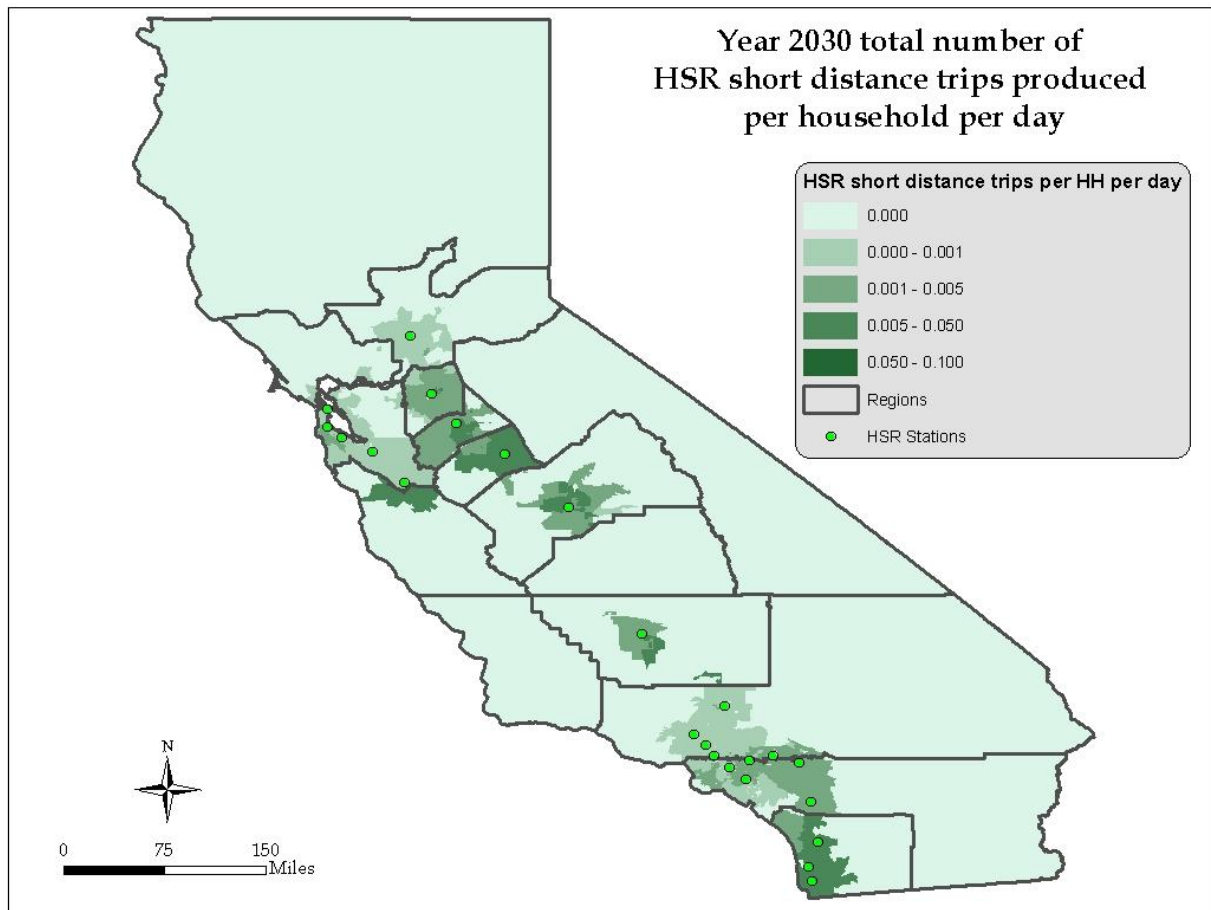 Year 2030 total number of
HSR short distance trips produced
per household per day
HSR short distance trips per HH per day
0.000
0.000 - 0.001
0.001 - 0.005
0.005 - 0.050
0.050 - 0.100
Regions
HSR Stations
N
0 75 150
Miles